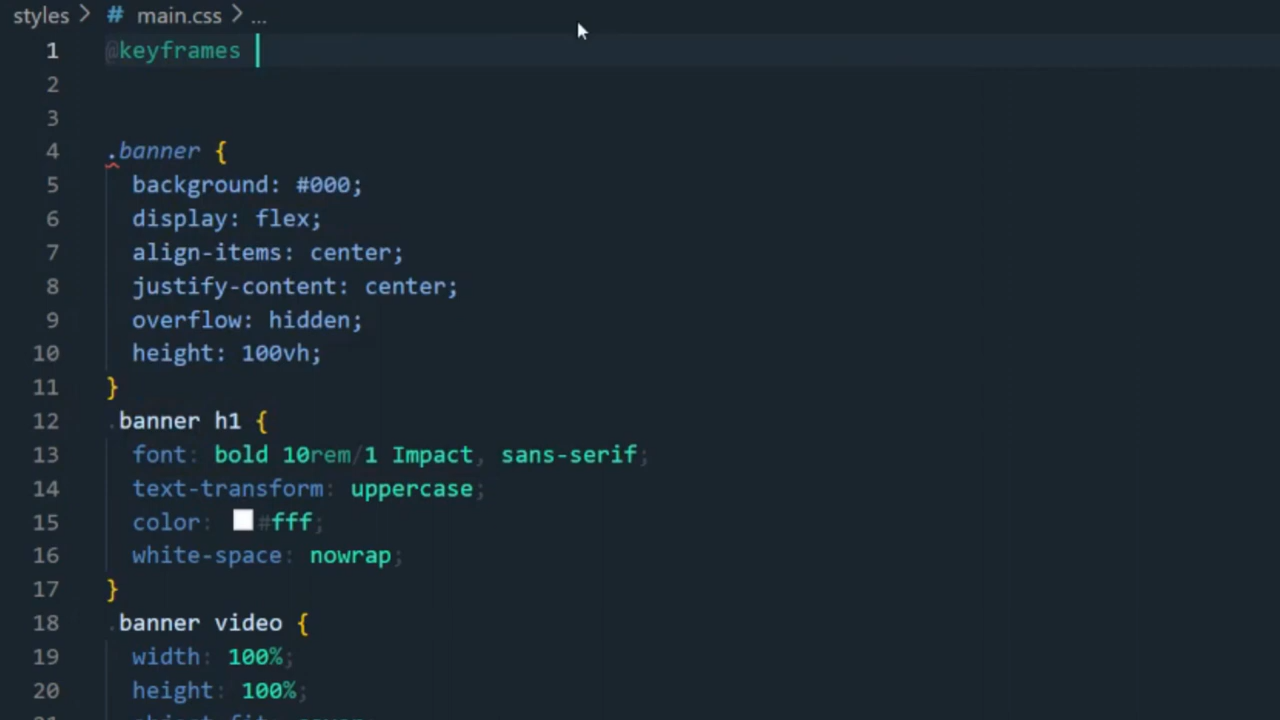 styles > # main.css > ...
1 @keyframes
2
3
4 .banner {
5 background: #000;
6 display: flex;
7 align-items: center;
8 justify-content: center;
9 overflow: hidden;
10 height: 100vh;
11 }
12 .banner h1 {
13 font: bold 10rem/1 Impact, sans-serif;
14 text-transform: uppercase;
15 color: #fff;
16 white-space: nowrap;
17 }
18 .banner video {
19 width: 100%;
20 height: 100%;